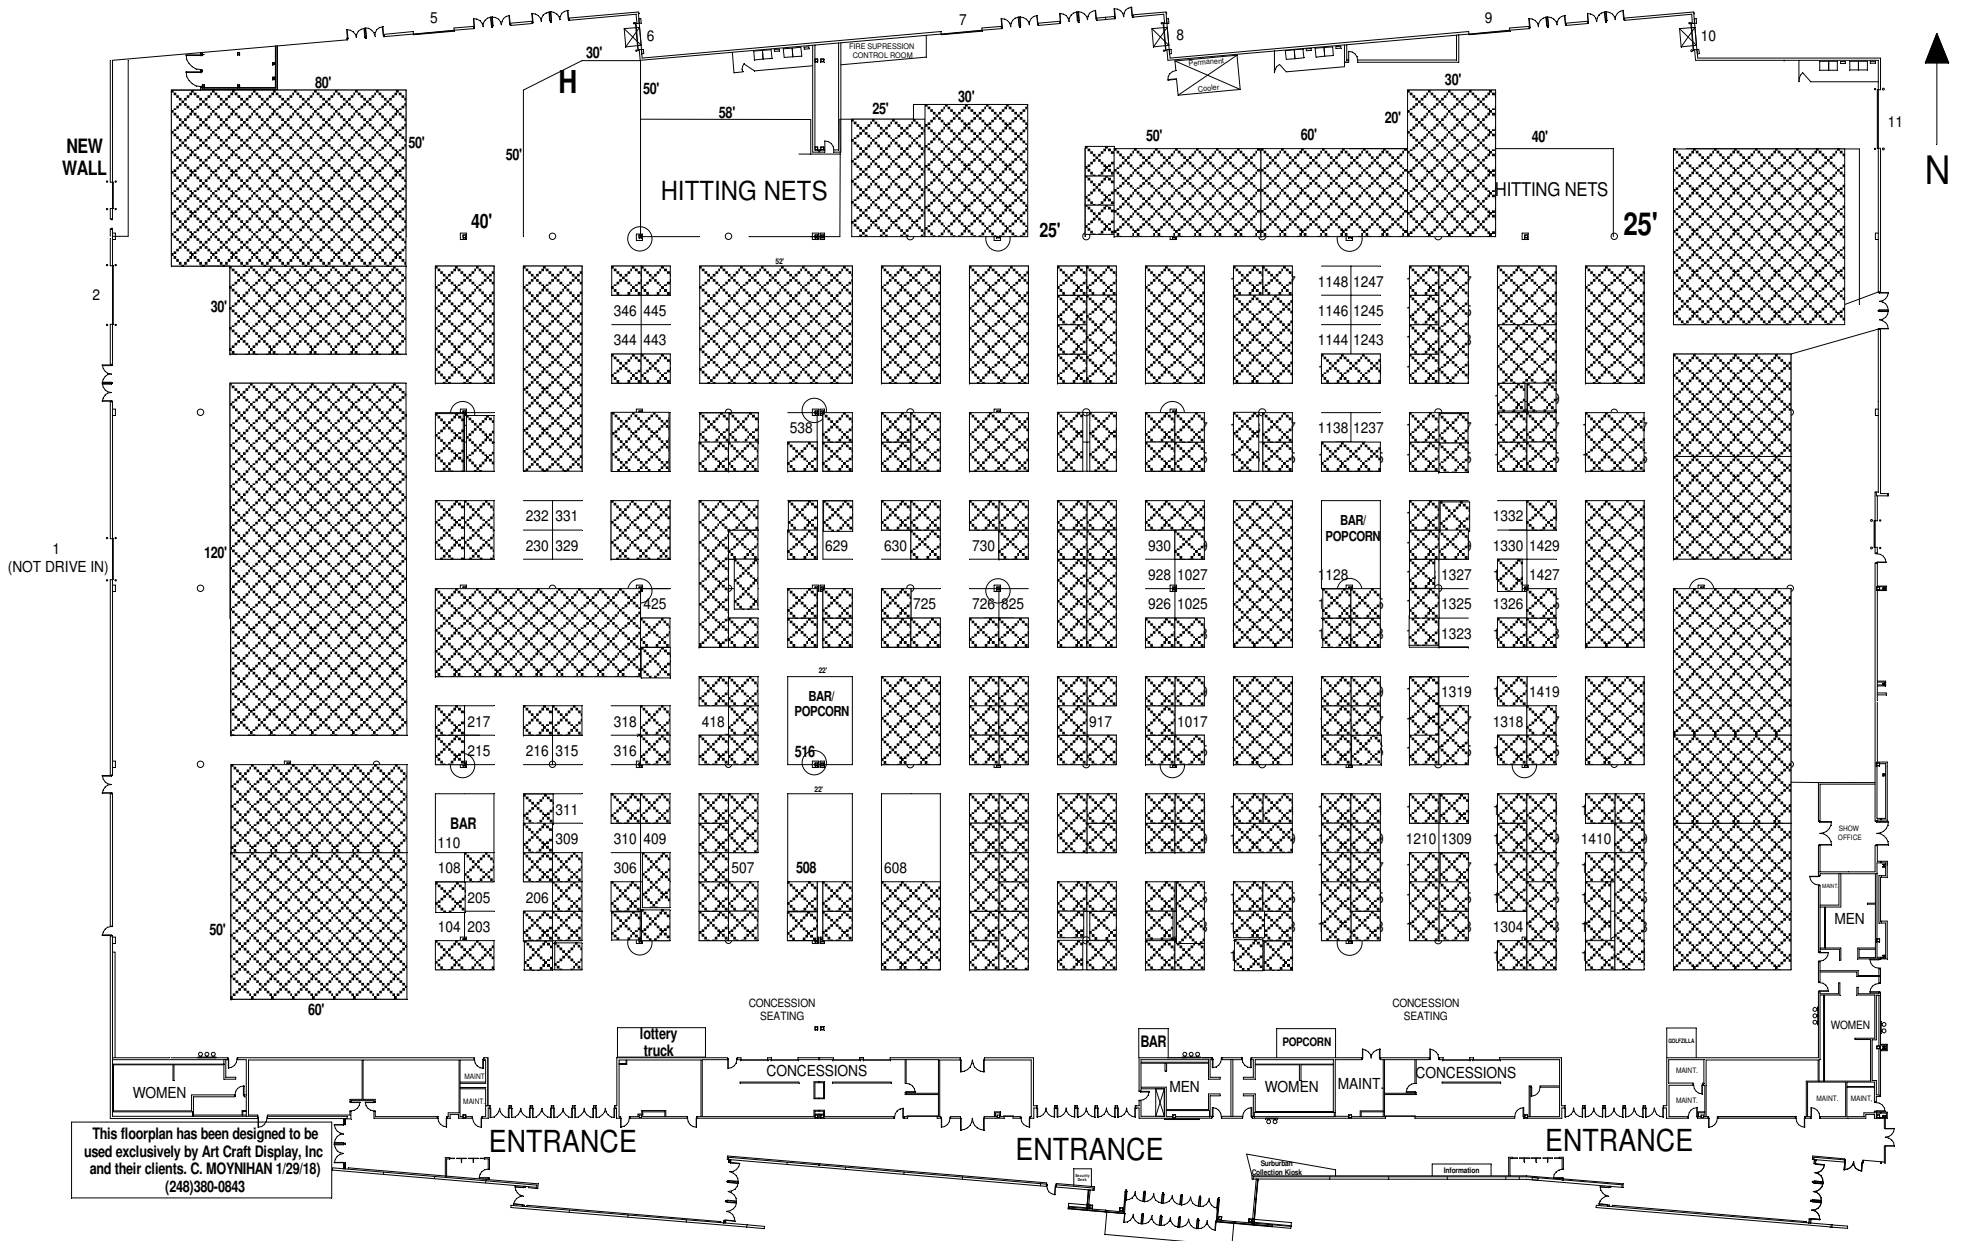 5
6
7
8
9
10
11
30'
H
50'
FIRE SUPRESSION
CONTROL ROOM
Permanent
Cooler
30'
80'
58'
25'
30'
20'
50'
60'
40'
NEW
WALL
50'
50'
HITTING NETS
HITTING NETS
N
40'
25'
25'
52'
2
30'
1148 1247
346 445
1146 1245
344 443
1144 1243
538
1138 1237
232 331
BAR/
POPCORN
1332
230 329
629
630
730
930
1330 1429
1
(NOT DRIVE IN)
120'
928 1027
1128
1327
1427
425
725
726 825
926 1025
1325
1326
1323
22'
BAR/
POPCORN
1319
1419
217
318
418
917
1017
1318
215
216 315
316
516
22'
311
BAR
110
309
310 409
1210 1309
1410
108
306
507
508
608
205
206
104 203
1304
50'
60'
SHOW
OFFICE
MAINT.
MEN
WOMEN
CONCESSION
SEATING
CONCESSION
SEATING
lottery
truck
BAR
POPCORN
GOLFZILLA
WOMEN
MAINT
MAINT.
CONCESSIONS
MEN
WOMEN
MAINT.
CONCESSIONS
MAINT.
MAINT.
MAINT.
MAINT.
ENTRANCE
ENTRANCE
ENTRANCE
This floorplan has been designed to be
used exclusively by Art Craft Display, Inc
and their clients. C. MOYNIHAN 1/29/18)
(248)380-0843
Security
Desk
Surburban
Collection Kiosk
Information